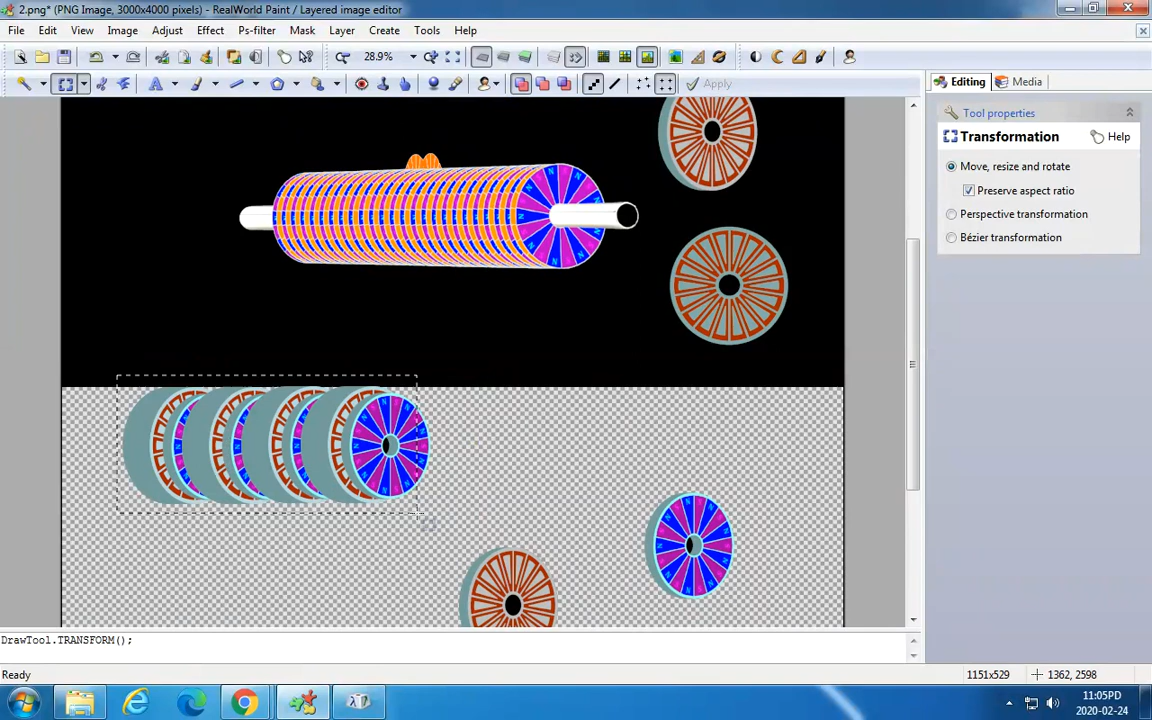 2.png* (PNG Image, 3000x4000 pixels) - RealWorld Paint / Layered image editor
File Edit View Image Adjust Effect Ps-filter Mask Layer Create Tools Help
28.9%
Apply
Editing Media
Tool properties
Transformation Help
Move, resize and rotate
Preserve aspect ratio
Perspective transformation
Bézier transformation
DrawTool.TRANSFORM();
Ready 1151x529 1362, 2598
11:05PD
2020-02-24